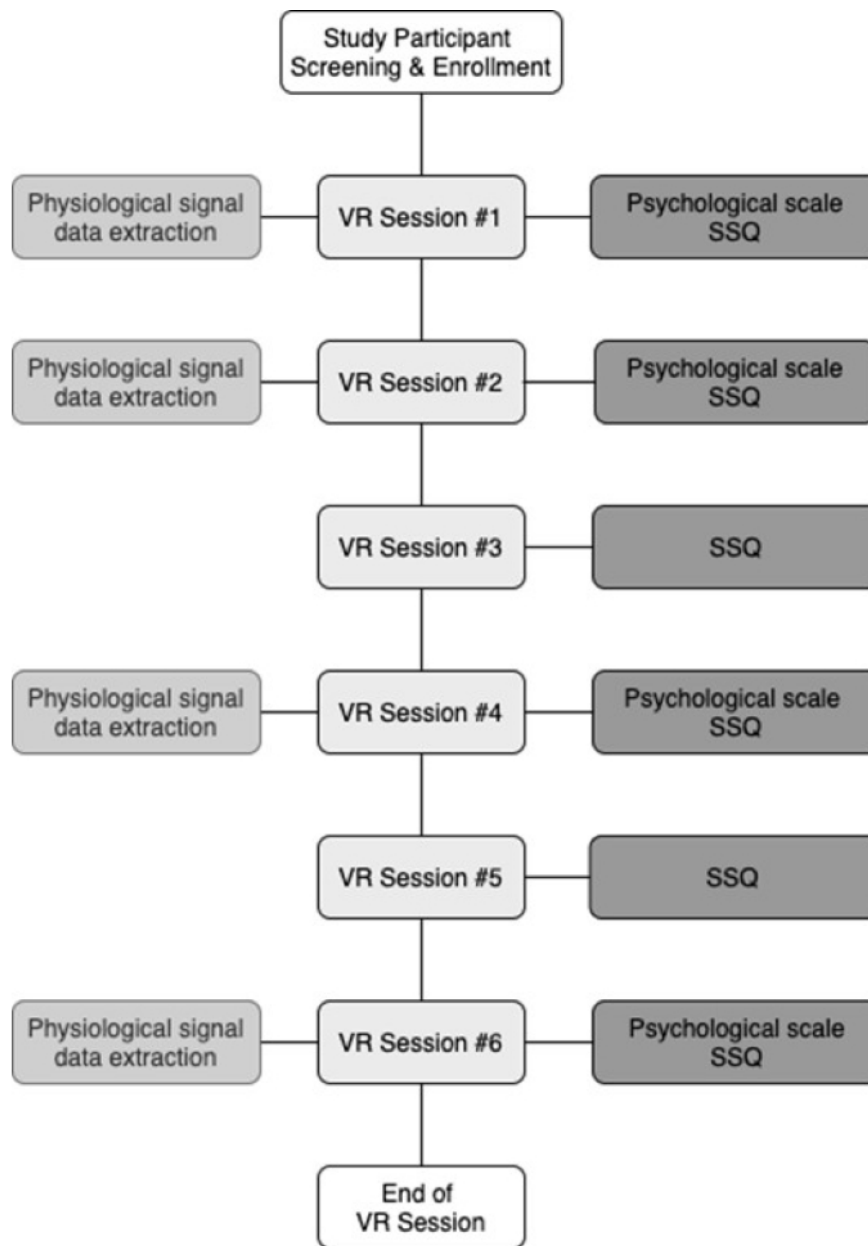 Study Participant
Screening & Enrollment
Physiological signal
data extraction
VR Session #1
Psychological scale
SSQ
Physiological signal
data extraction
VR Session #2
Psychological scale
SSQ
VR Session #3
SSQ
Physiological signal
data extraction
VR Session #4
Psychological scale
SSQ
VR Session #5
SSQ
Physiological signal
data extraction
VR Session #6
Psychological scale
SSQ
End of
VR Session